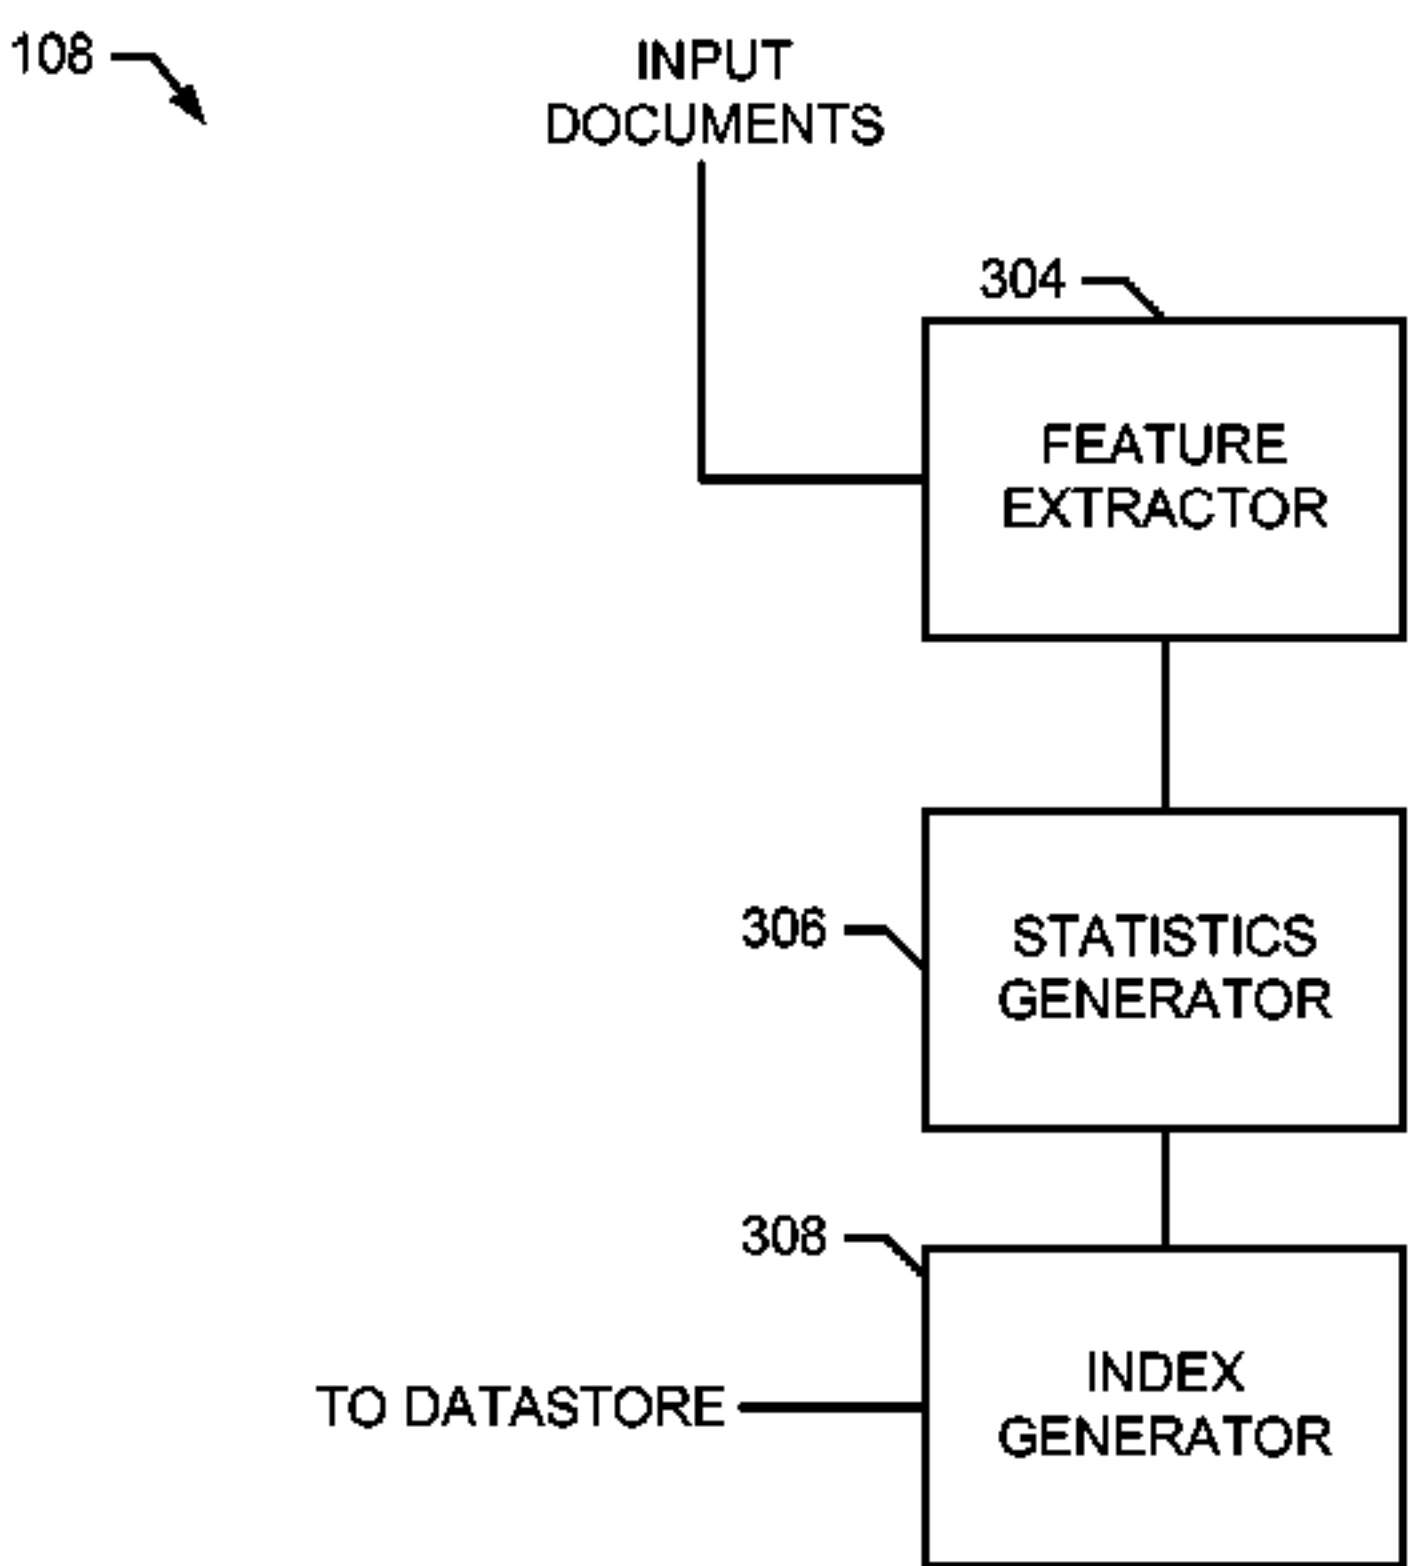 108
INPUT
DOCUMENTS
304
FEATURE
EXTRACTOR
306
STATISTICS
GENERATOR
308
INDEX
GENERATOR
TO DATASTORE